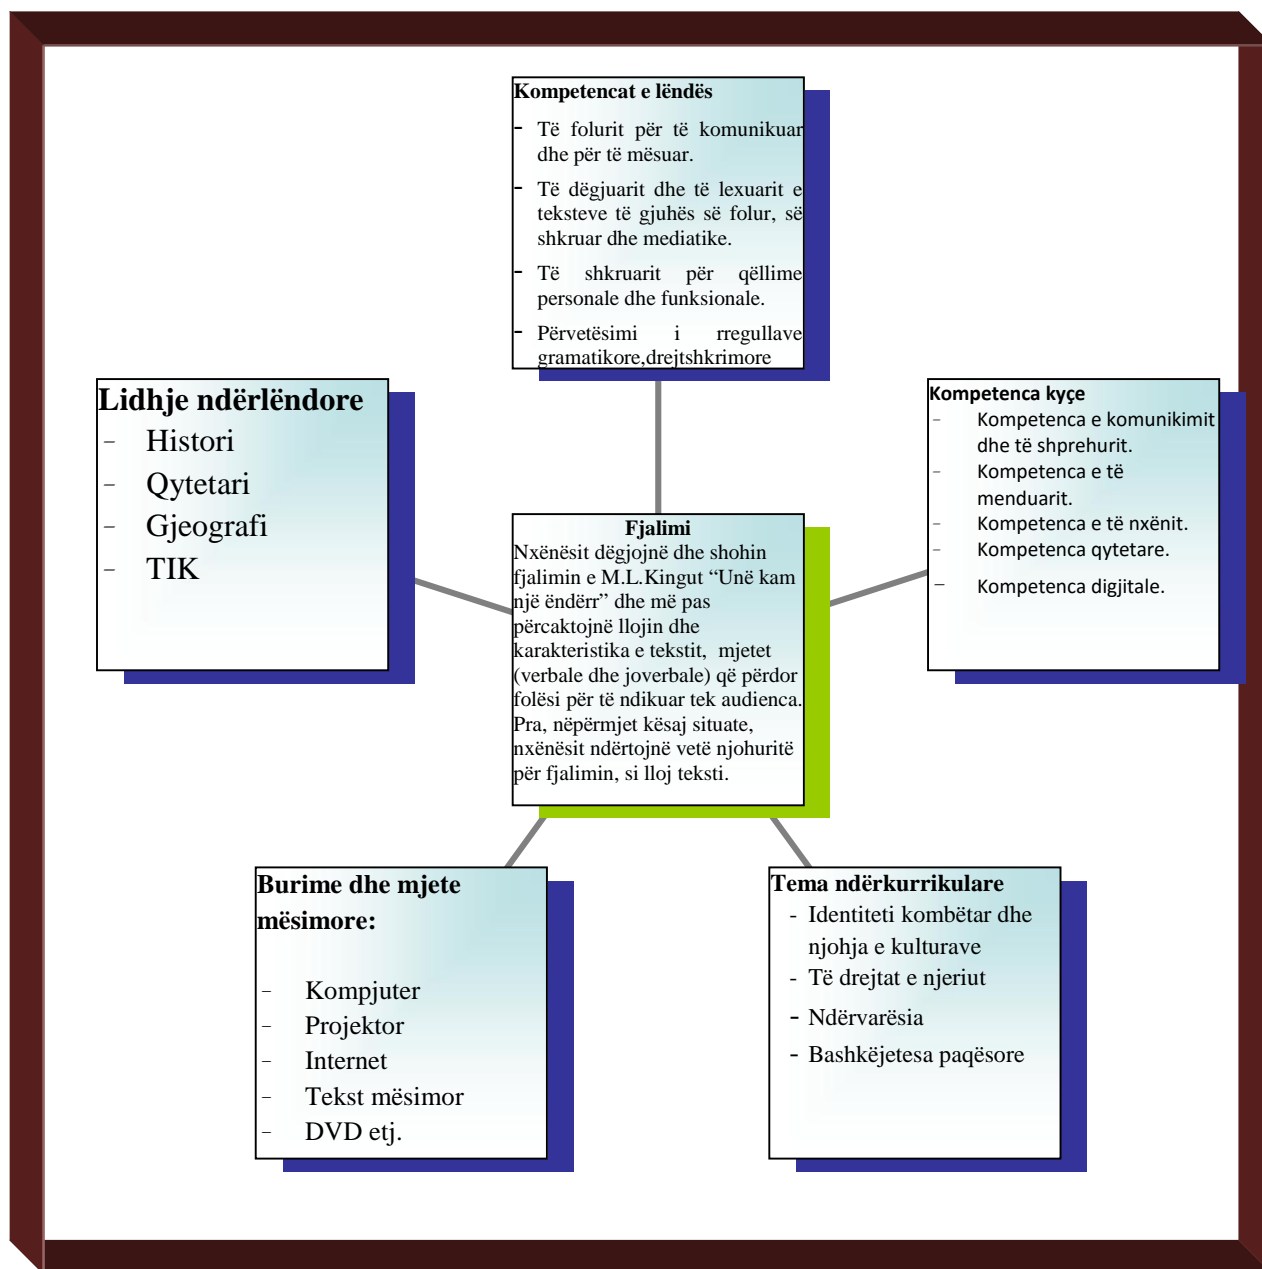 Kompetencat e lëndës
- Të folurit për të komunikuar
dhe për të mësuar.
- Të dëgjuarit dhe të lexuarit e
teksteve të gjuhës së folur, së
shkruar dhe mediatike.
- Të shkruarit për qëllime
personale dhe funksionale.
- Përvetësimi i rregullave
gramatikore,drejtshkrimore
Lidhje ndërlëndore
- Histori
- Qytetari
- Gjeografi
- TIK
Kompetenca kyçe
- Kompetenca e komunikimit
dhe të shprehurit.
- Kompetenca e të
menduarit.
- Kompetenca e të nxënit.
- Kompetenca qytetare.
- Kompetenca digjitale.
Fjalimi
Nxënësit dëgjojnë dhe shohin
fjalimin e M.L.Kingut “Unë kam
një ëndërr” dhe më pas
përcaktojnë llojin dhe
karakteristika e tekstit, mjetet
(verbale dhe joverbale) që përdor
folësi për të ndikuar tek audienca.
Pra, nëpërmjet kësaj situate,
nxënësit ndërtojnë vetë njohuritë
për fjalimin, si lloj teksti.
Burime dhe mjete
mësimore:
- Kompjuter
- Projektor
- Internet
- Tekst mësimor
- DVD etj.
Tema ndërkurrikulare
- Identiteti kombëtar dhe
njohja e kulturave
- Të drejtat e njeriut
- Ndërvarësia
- Bashkëjetesa paqësore